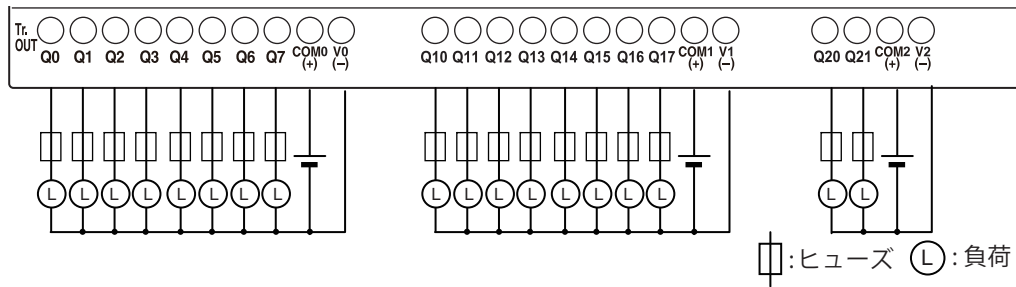 Tr.
OUT Q0 Q1 Q2 Q3 Q4 Q5 Q6 Q7 COM0 (+) V0 (−) Q10 Q11 Q12 Q13 Q14 Q15 Q16 Q17 COM1 (+) V1 (−) Q20 Q21 COM2 (+) V2 (−)
L L L L L L L L L L L L L L L L L L
:ヒューズ L :負荷